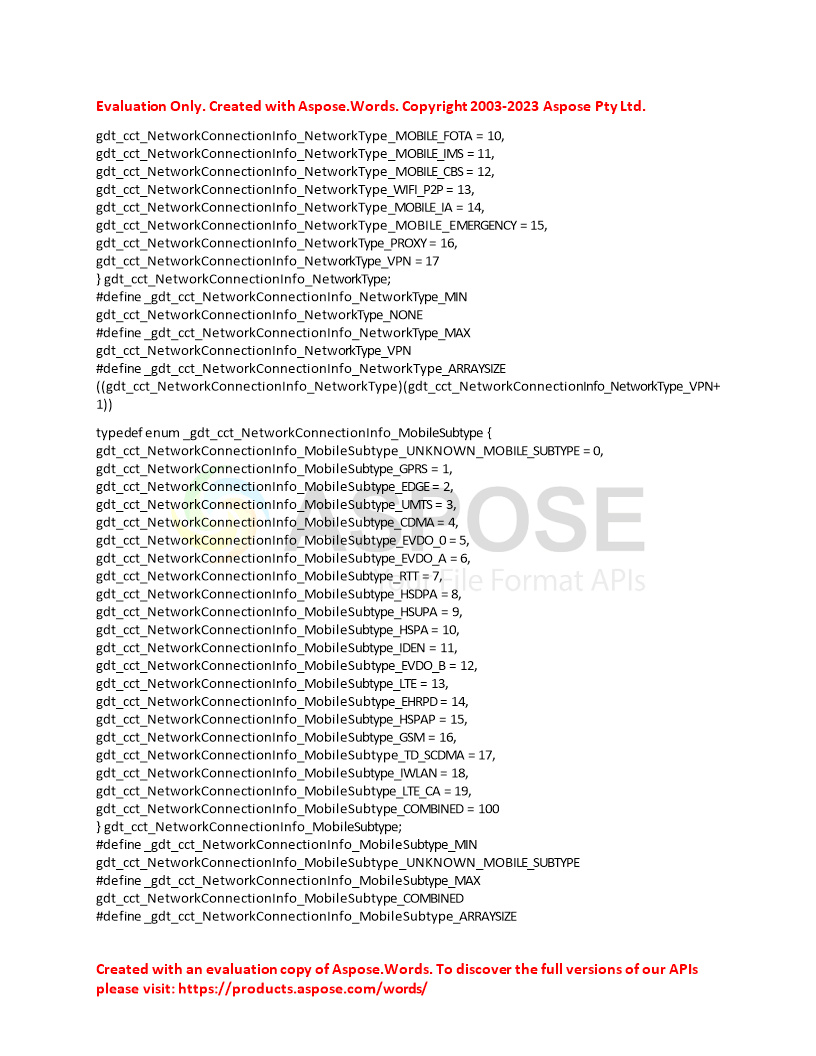 Evaluation Only. Created with Aspose.Words. Copyright 2003-2023 Aspose Pty Ltd.
gdt_cct_NetworkConnectionInfo_NetworkType_MOBILE_FOTA = 10,
gdt_cct_NetworkConnectionInfo_NetworkType_MOBILE_IMS = 11,
gdt_cct_NetworkConnectionInfo_NetworkType_MOBILE_CBS = 12,
gdt_cct_NetworkConnectionInfo_NetworkType_WIFI_P2P = 13,
gdt_cct_NetworkConnectionInfo_NetworkType_MOBILE_IA = 14,
gdt_cct_NetworkConnectionInfo_NetworkType_MOBILE_EMERGENCY = 15,
gdt_cct_NetworkConnectionInfo_NetworkType_PROXY = 16,
gdt_cct_NetworkConnectionInfo_NetworkType_VPN = 17
} gdt_cct_NetworkConnectionInfo_NetworkType;
#define _gdt_cct_NetworkConnectionInfo_NetworkType_MIN
gdt_cct_NetworkConnectionInfo_NetworkType_NONE
#define _gdt_cct_NetworkConnectionInfo_NetworkType_MAX
gdt_cct_NetworkConnectionInfo_NetworkType_VPN
#define _gdt_cct_NetworkConnectionInfo_NetworkType_ARRAYSIZE
((gdt_cct_NetworkConnectionInfo_NetworkType)(gdt_cct_NetworkConnectionInfo_NetworkType_VPN+
1))
typedef enum _gdt_cct_NetworkConnectionInfo_MobileSubtype {
gdt_cct_NetworkConnectionInfo_MobileSubtype_UNKNOWN_MOBILE_SUBTYPE = 0,
gdt_cct_NetworkConnectionInfo_MobileSubtype_GPRS = 1,
gdt_cct_NetworkConnectionInfo_MobileSubtype_EDGE = 2,
gdt_cct_NetworkConnectionInfo_MobileSubtype_UMTS = 3,
gdt_cct_NetworkConnectionInfo_MobileSubtype_CDMA = 4,
gdt_cct_NetworkConnectionInfo_MobileSubtype_EVDO_0 = 5,
gdt_cct_NetworkConnectionInfo_MobileSubtype_EVDO_A = 6,
gdt_cct_NetworkConnectionInfo_MobileSubtype_RTT = 7,
gdt_cct_NetworkConnectionInfo_MobileSubtype_HSDPA = 8,
gdt_cct_NetworkConnectionInfo_MobileSubtype_HSUPA = 9,
gdt_cct_NetworkConnectionInfo_MobileSubtype_HSPA = 10,
gdt_cct_NetworkConnectionInfo_MobileSubtype_IDEN = 11,
gdt_cct_NetworkConnectionInfo_MobileSubtype_EVDO_B = 12,
gdt_cct_NetworkConnectionInfo_MobileSubtype_LTE = 13,
gdt_cct_NetworkConnectionInfo_MobileSubtype_EHRPD = 14,
gdt_cct_NetworkConnectionInfo_MobileSubtype_HSPAP = 15,
gdt_cct_NetworkConnectionInfo_MobileSubtype_GSM = 16,
gdt_cct_NetworkConnectionInfo_MobileSubtype_TD_SCDMA = 17,
gdt_cct_NetworkConnectionInfo_MobileSubtype_IWLAN = 18,
gdt_cct_NetworkConnectionInfo_MobileSubtype_LTE_CA = 19,
gdt_cct_NetworkConnectionInfo_MobileSubtype_COMBINED = 100
} gdt_cct_NetworkConnectionInfo_MobileSubtype;
#define _gdt_cct_NetworkConnectionInfo_MobileSubtype_MIN
gdt_cct_NetworkConnectionInfo_MobileSubtype_UNKNOWN_MOBILE_SUBTYPE
#define _gdt_cct_NetworkConnectionInfo_MobileSubtype_MAX
gdt_cct_NetworkConnectionInfo_MobileSubtype_COMBINED
#define _gdt_cct_NetworkConnectionInfo_MobileSubtype_ARRAYSIZE
ASPOSE
Your File Format APIs
Created with an evaluation copy of Aspose.Words. To discover the full versions of our APIs
please visit: https://products.aspose.com/words/